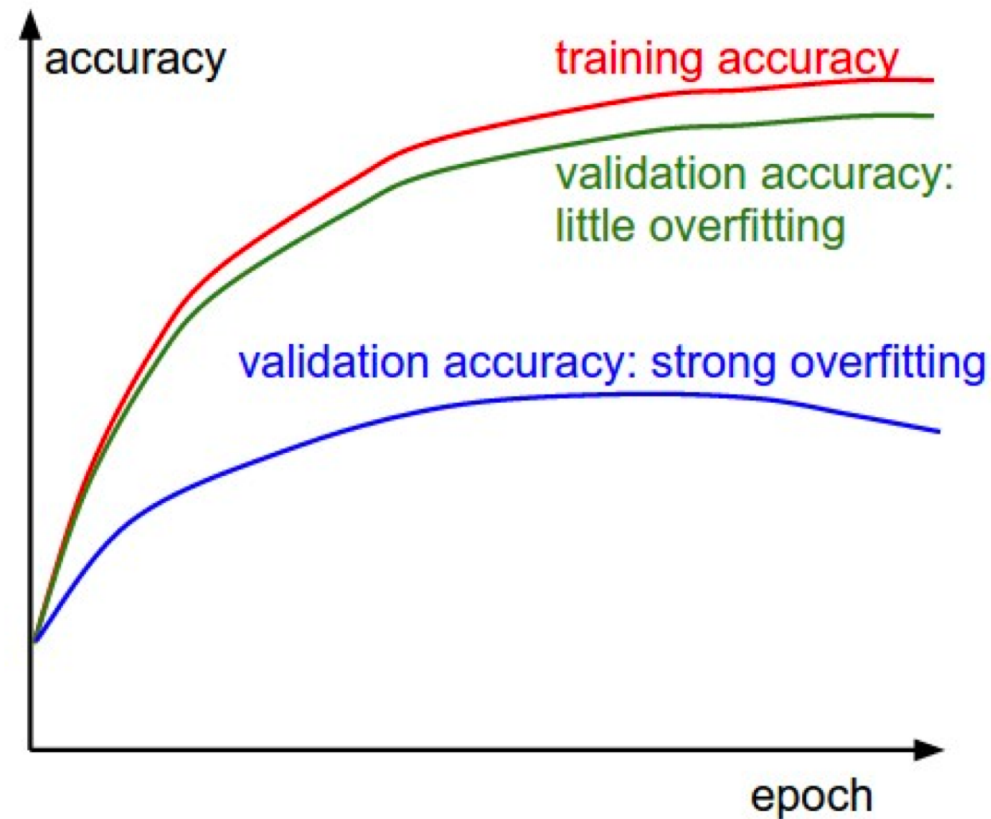 accuracy
training accuracy
validation accuracy:
little overfitting
validation accuracy: strong overfitting
epoch